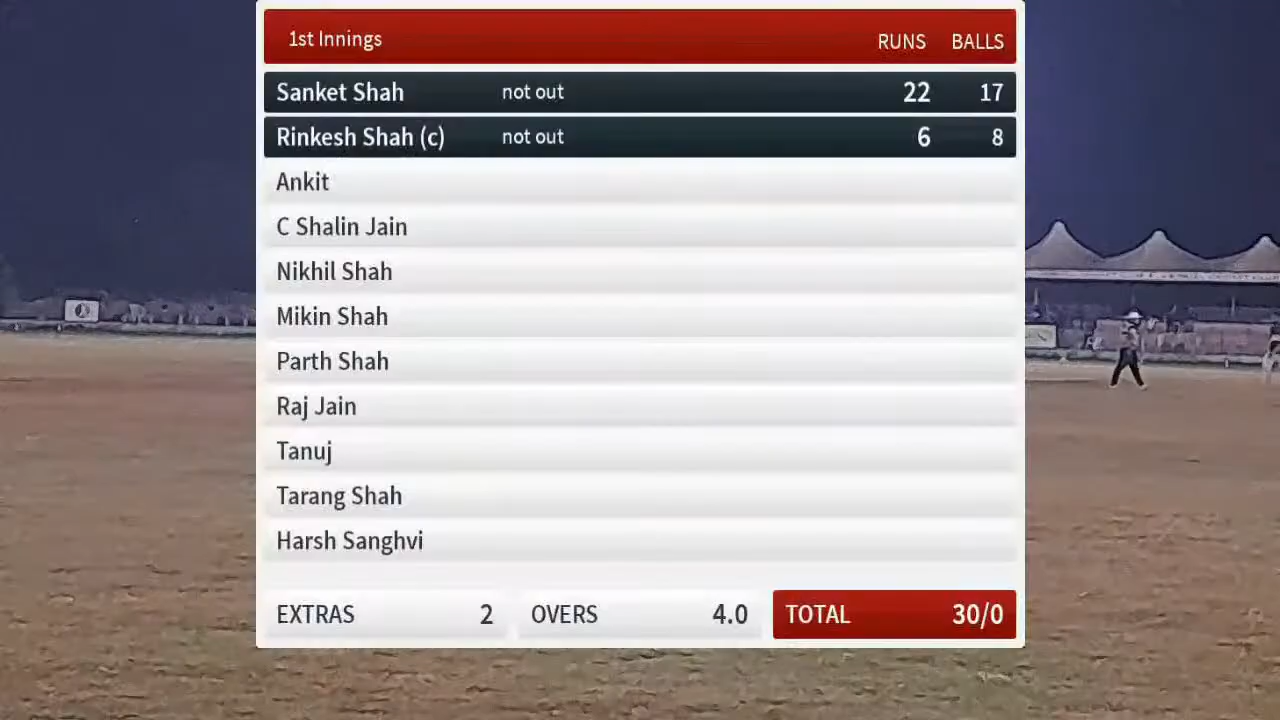 1st Innings RUNS BALLS
Sanket Shah not out 22 17
Rinkesh Shah (c) not out 6 8
Ankit
C Shalin Jain
Nikhil Shah
Mikin Shah
Parth Shah
Raj Jain
Tanuj
Tarang Shah
Harsh Sanghvi
EXTRAS 2 OVERS 4.0 TOTAL 30/0